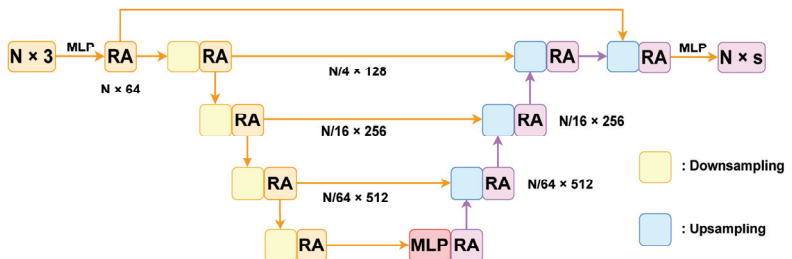 MLP
MLP
N × 3
RA
RA
RA
RA
N × s
N × 64
N/4 × 128
RA
RA
N/16 × 256
N/16 × 256
RA
RA
: Downsampling
N/64 × 512
N/64 × 512
: Upsampling
RA
MLP
RA